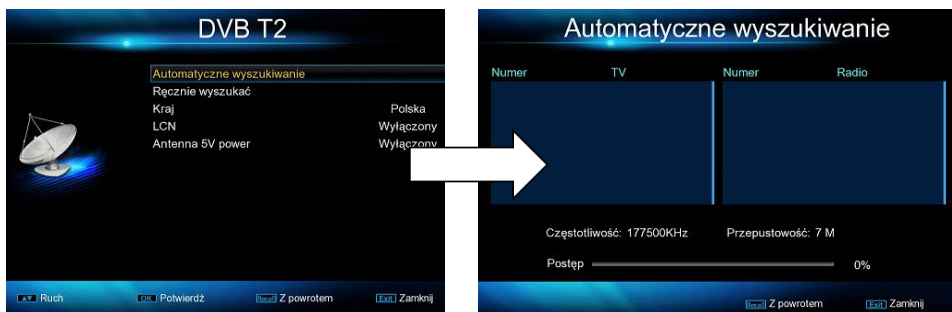 DVB T2
Automatyczne wyszukiwanie
Ręcznie wyszukać
Kraj Polska
LCN Wyłączony
Antenna 5V power Wyłączony
Ruch OK Potwierdź Recall Z powrotem Exit Zamknij
Automatyczne wyszukiwanie
Numer TV Numer Radio
Częstotliwość: 177500KHz Przepustowość: 7 M
Postęp 0%
Recall Z powrotem Exit Zamknij